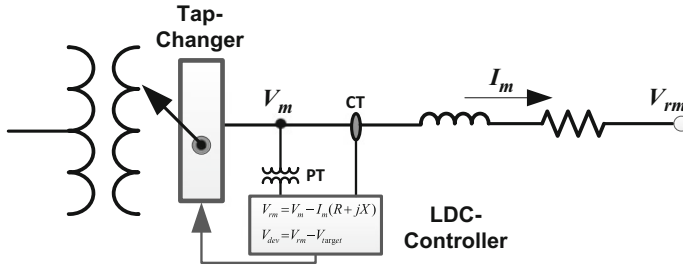 Tap-
Changer
V_m
CT
I_m
V_rm
PT
V_rm = V_m − I_m (R + jX)
V_dev = V_rm − V_target
LDC-
Controller